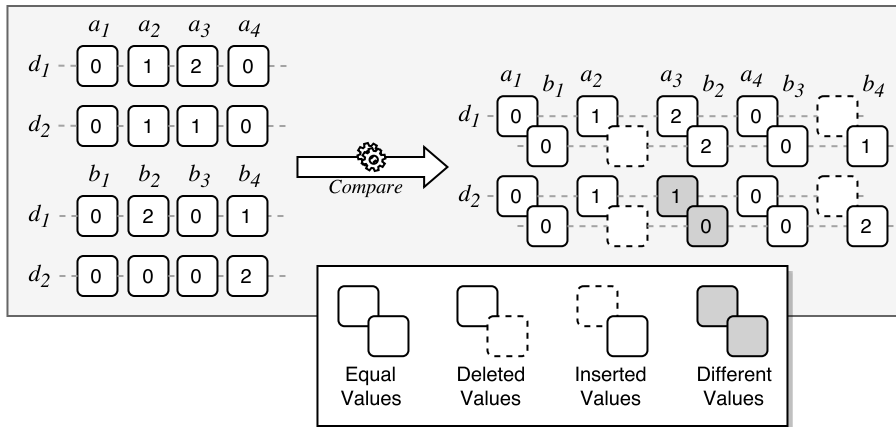 a1 a2 a3 a4
d1 0 1 2 0
d2 0 1 1 0
b1 b2 b3 b4
d1 0 2 0 1
d2 0 0 0 2
Compare
a1 b1 a2 a3 b2 a4 b3 b4
d1 0 1 2 0
0 2 0 1
d2 0 1 1 0
0 0 0 2
Equal Values
Deleted Values
Inserted Values
Different Values